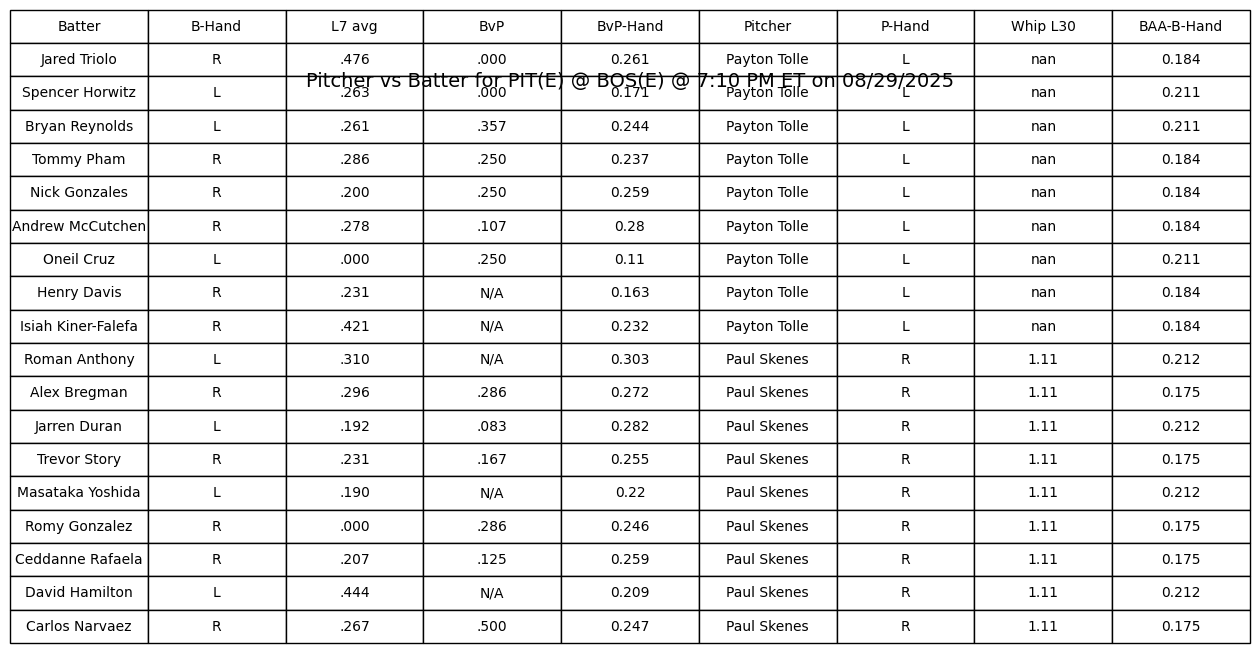 Batter B-Hand L7 avg BvP BvP-Hand Pitcher P-Hand Whip L30 BAA-B-Hand
Jared Triolo R .476 .000 0.261 Payton Tolle L nan 0.184
Pitcher vs Batter for PIT(E) @ BOS(E) @ 7:10 PM ET on 08/29/2025
Spencer Horwitz L .263 .000 0.171 Payton Tolle L nan 0.211
Bryan Reynolds L .261 .357 0.244 Payton Tolle L nan 0.211
Tommy Pham R .286 .250 0.237 Payton Tolle L nan 0.184
Nick Gonzales R .200 .250 0.259 Payton Tolle L nan 0.184
Andrew McCutchen R .278 .107 0.28 Payton Tolle L nan 0.184
Oneil Cruz L .000 .250 0.11 Payton Tolle L nan 0.211
Henry Davis R .231 N/A 0.163 Payton Tolle L nan 0.184
Isiah Kiner-Falefa R .421 N/A 0.232 Payton Tolle L nan 0.184
Roman Anthony L .310 N/A 0.303 Paul Skenes R 1.11 0.212
Alex Bregman R .296 .286 0.272 Paul Skenes R 1.11 0.175
Jarren Duran L .192 .083 0.282 Paul Skenes R 1.11 0.212
Trevor Story R .231 .167 0.255 Paul Skenes R 1.11 0.175
Masataka Yoshida L .190 N/A 0.22 Paul Skenes R 1.11 0.212
Romy Gonzalez R .000 .286 0.246 Paul Skenes R 1.11 0.175
Ceddanne Rafaela R .207 .125 0.259 Paul Skenes R 1.11 0.175
David Hamilton L .444 N/A 0.209 Paul Skenes R 1.11 0.212
Carlos Narvaez R .267 .500 0.247 Paul Skenes R 1.11 0.175